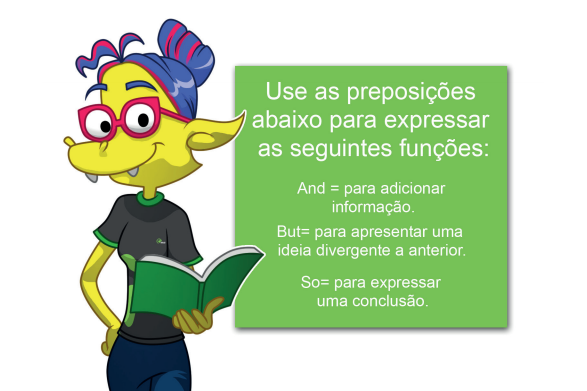 Use as preposições
abaixo para expressar
as seguintes funções:
And = para adicionar
informação.
But= para apresentar uma
ideia divergente a anterior.
So= para expressar
uma conclusão.